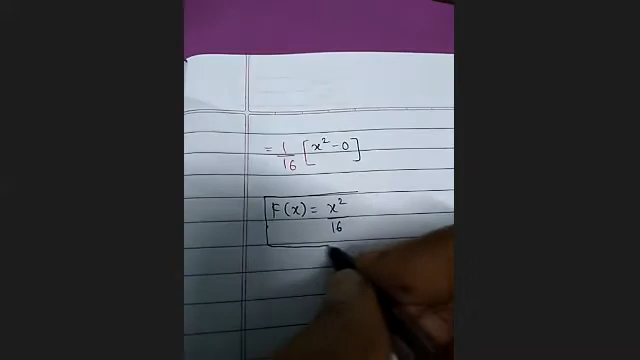 = 1/16 [x² - 0]
F(x) = x²/16